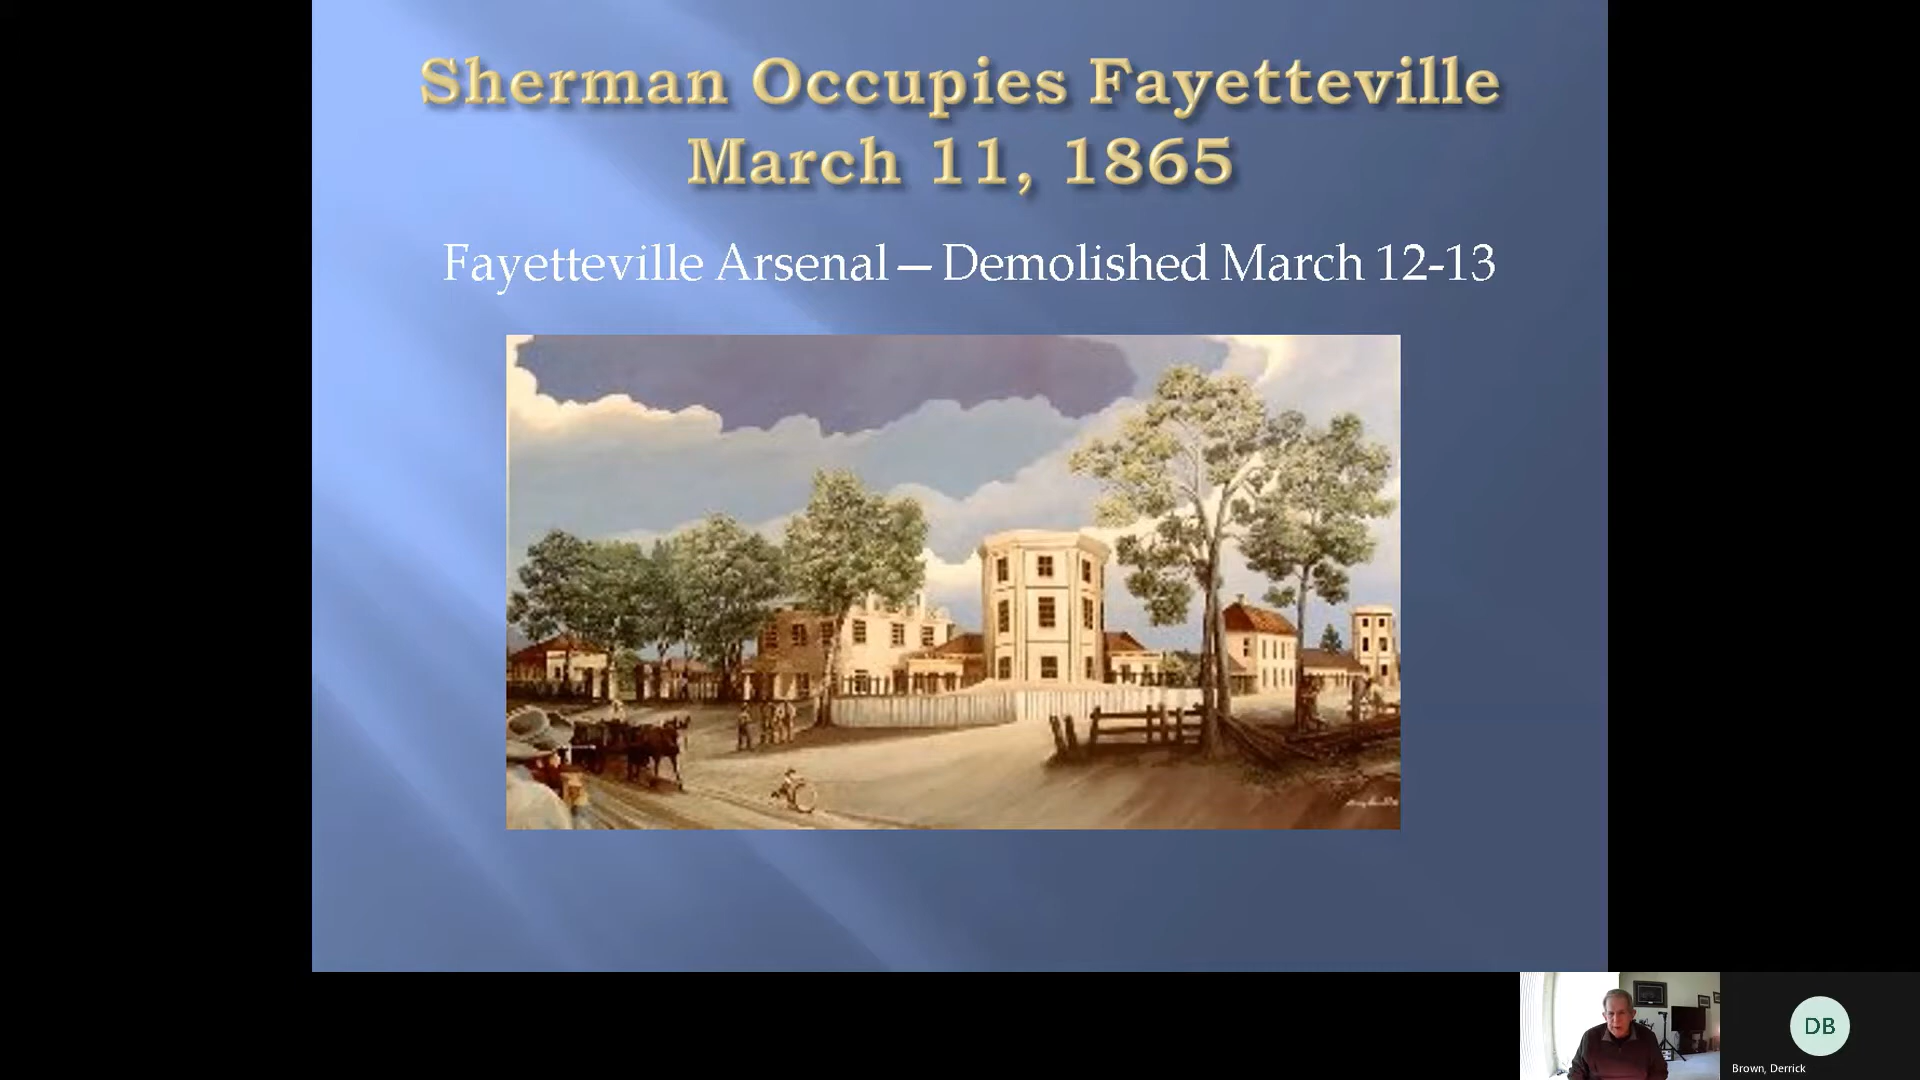 Sherman Occupies Fayetteville
March 11, 1865
Fayetteville Arsenal — Demolished March 12-13
DB
Brown, Derrick